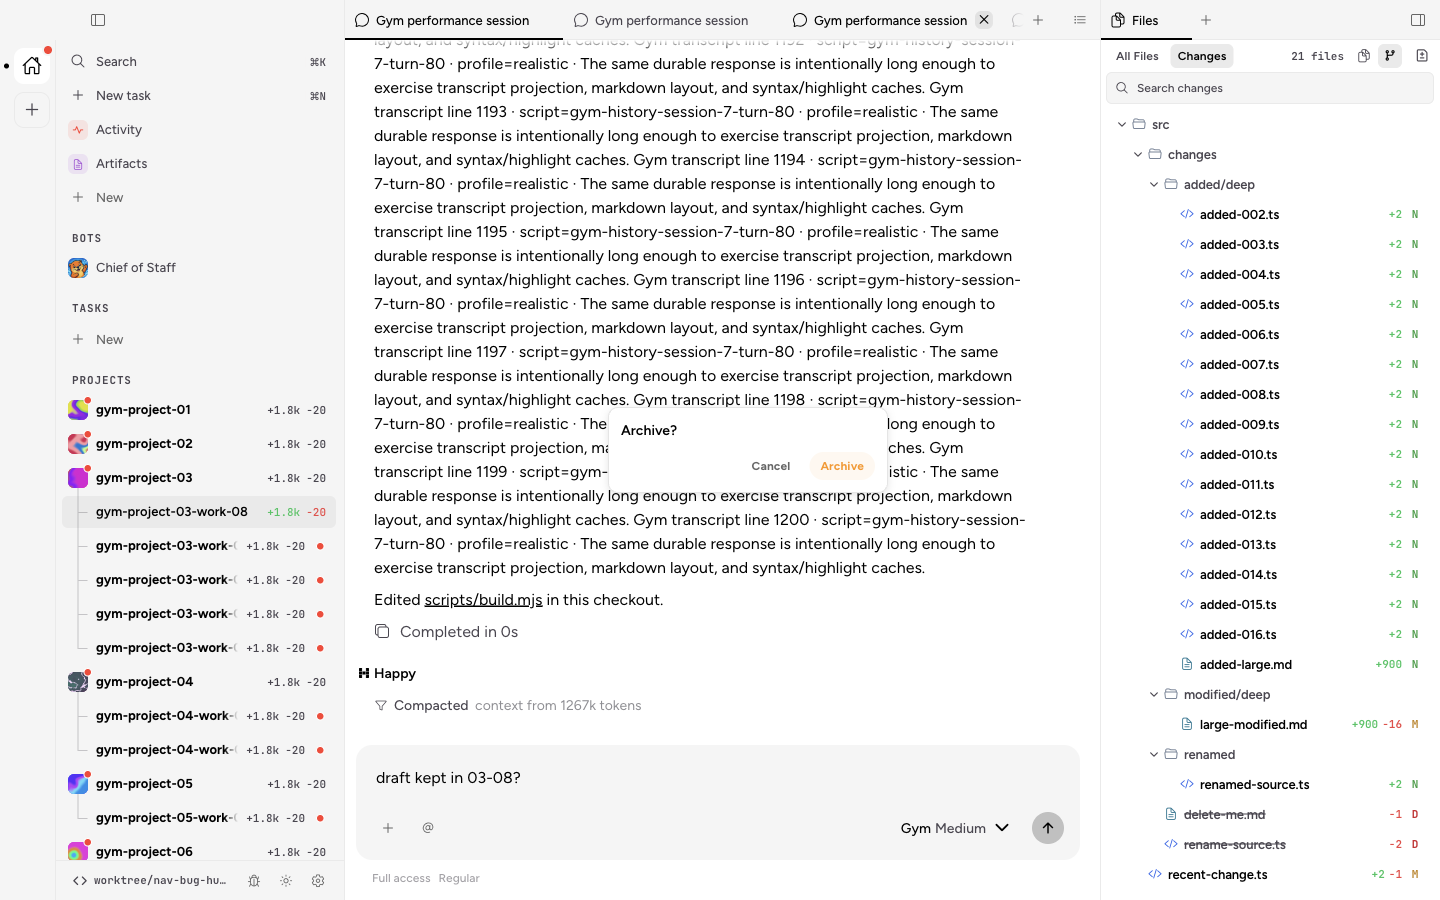 Search ⌘K
New task ⌘N
Activity
Artifacts
New
BOTS
Chief of Staff
TASKS
New
PROJECTS
gym-project-01 +1.8k -20
gym-project-02 +1.8k -20
gym-project-03 +1.8k -20
gym-project-03-work-08 +1.8k -20
gym-project-03-work- +1.8k -20
gym-project-03-work- +1.8k -20
gym-project-03-work- +1.8k -20
gym-project-03-work- +1.8k -20
gym-project-04 +1.8k -20
gym-project-04-work- +1.8k -20
gym-project-04-work- +1.8k -20
gym-project-05 +1.8k -20
gym-project-05-work- +1.8k -20
gym-project-06 +1.8k -20
worktree/nav-bug-hu…
Gym performance session
Gym performance session
Gym performance session
layout, and syntax/highlight caches. Gym transcript line 1192 · script=gym-history-session-
7-turn-80 · profile=realistic · The same durable response is intentionally long enough to
exercise transcript projection, markdown layout, and syntax/highlight caches. Gym
transcript line 1193 · script=gym-history-session-7-turn-80 · profile=realistic · The same
durable response is intentionally long enough to exercise transcript projection, markdown
layout, and syntax/highlight caches. Gym transcript line 1194 · script=gym-history-session-
7-turn-80 · profile=realistic · The same durable response is intentionally long enough to
exercise transcript projection, markdown layout, and syntax/highlight caches. Gym
transcript line 1195 · script=gym-history-session-7-turn-80 · profile=realistic · The same
durable response is intentionally long enough to exercise transcript projection, markdown
layout, and syntax/highlight caches. Gym transcript line 1196 · script=gym-history-session-
7-turn-80 · profile=realistic · The same durable response is intentionally long enough to
exercise transcript projection, markdown layout, and syntax/highlight caches. Gym
transcript line 1197 · script=gym-history-session-7-turn-80 · profile=realistic · The same
durable response is intentionally long enough to exercise transcript projection, markdown
layout, and syntax/highlight caches. Gym transcript line 1198 · script=gym-history-session-
7-turn-80 · profile=realistic · The long enough to
exercise transcript projection, caches. Gym
transcript line 1199 · script=gym- · The same
durable response is intentionally long enough to exercise transcript projection, markdown
layout, and syntax/highlight caches. Gym transcript line 1200 · script=gym-history-session-
7-turn-80 · profile=realistic · The same durable response is intentionally long enough to
exercise transcript projection, markdown layout, and syntax/highlight caches.
Archive?
Cancel Archive
Edited scripts/build.mjs in this checkout.
Completed in 0s
Happy
Compacted context from 1267k tokens
draft kept in 03-08?
@ Gym Medium
Full access Regular
Files
All Files Changes 21 files
Search changes
src
changes
added/deep
added-002.ts +2 N
added-003.ts +2 N
added-004.ts +2 N
added-005.ts +2 N
added-006.ts +2 N
added-007.ts +2 N
added-008.ts +2 N
added-009.ts +2 N
added-010.ts +2 N
added-011.ts +2 N
added-012.ts +2 N
added-013.ts +2 N
added-014.ts +2 N
added-015.ts +2 N
added-016.ts +2 N
added-large.md +900 N
modified/deep
large-modified.md +900 -16 M
renamed
renamed-source.ts +2 N
delete-me.md -1 D
rename-source.ts -2 D
recent-change.ts +2 -1 M